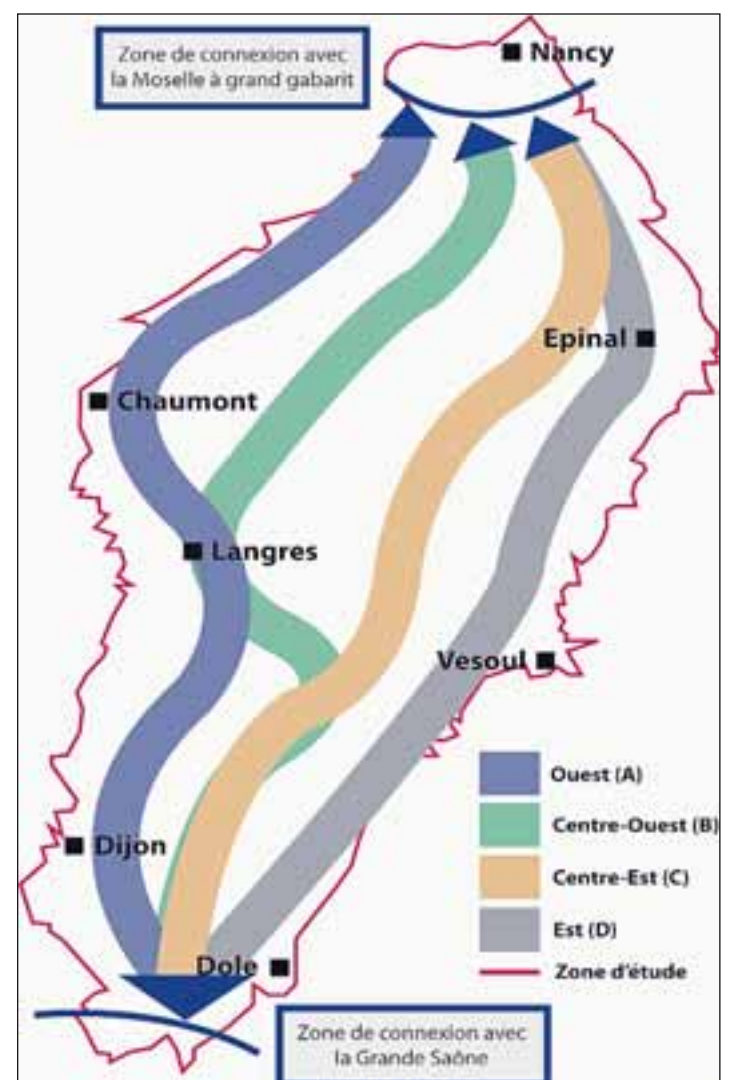 Zone de connexion avec
la Moselle à grand gabarit
Nancy
Epinal
Chaumont
Langres
Vesoul
Ouest (A)
Centre-Ouest (B)
Dijon
Centre-Est (C)
Est (D)
Dole
Zone d'étude
Zone de connexion avec
la Grande Saône